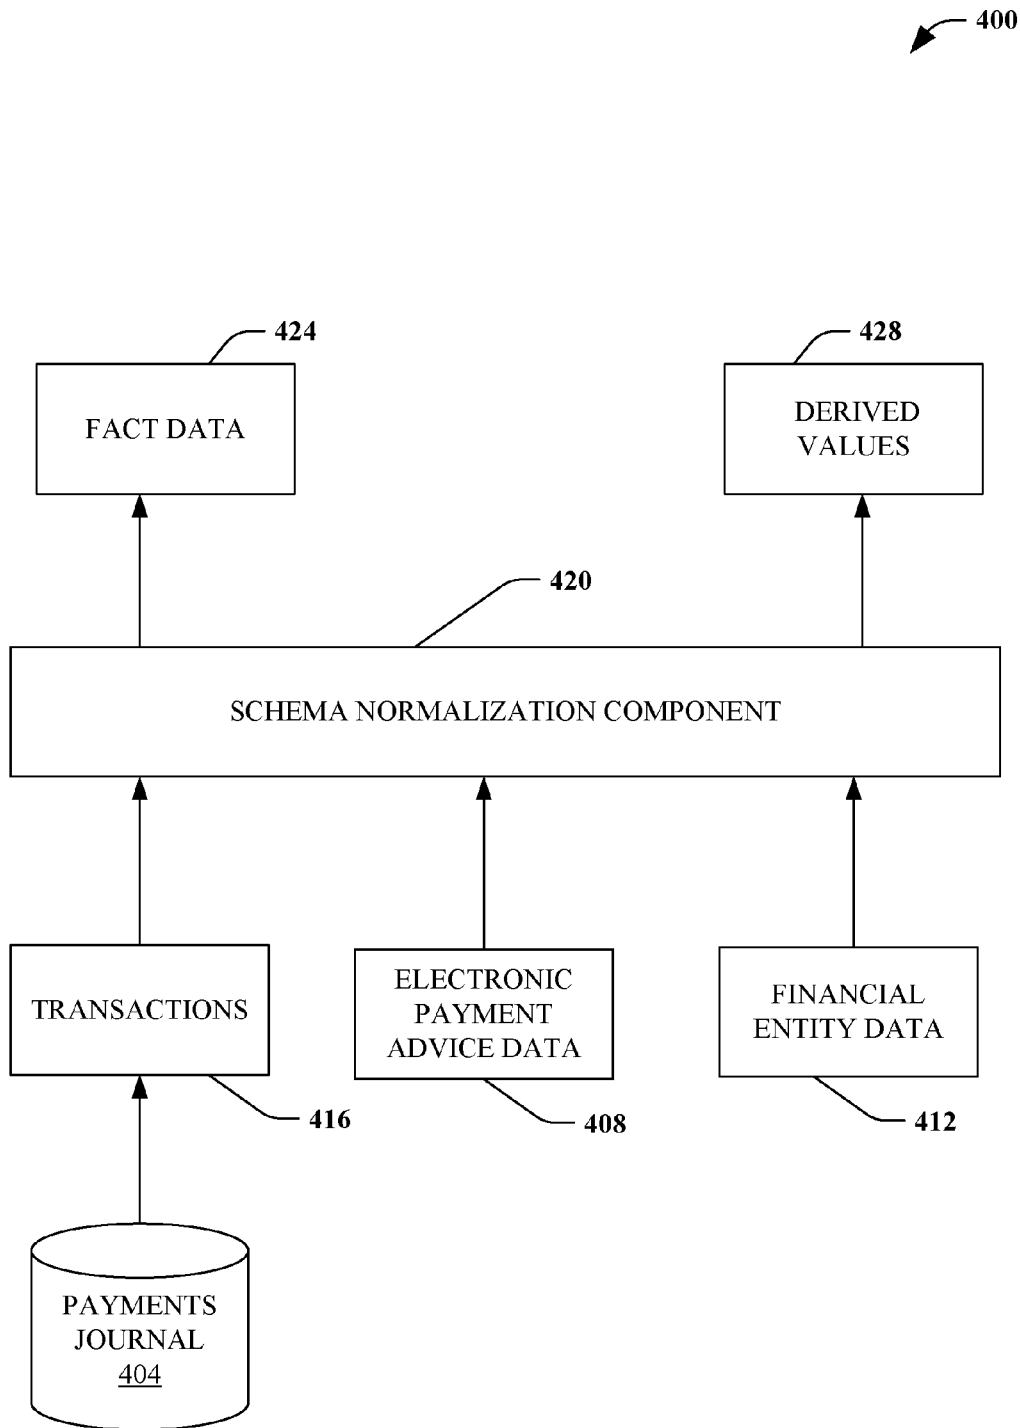 400
424
428
FACT DATA
DERIVED
VALUES
420
SCHEMA NORMALIZATION COMPONENT
TRANSACTIONS
ELECTRONIC
PAYMENT
ADVICE DATA
FINANCIAL
ENTITY DATA
416
408
412
PAYMENTS
JOURNAL
404